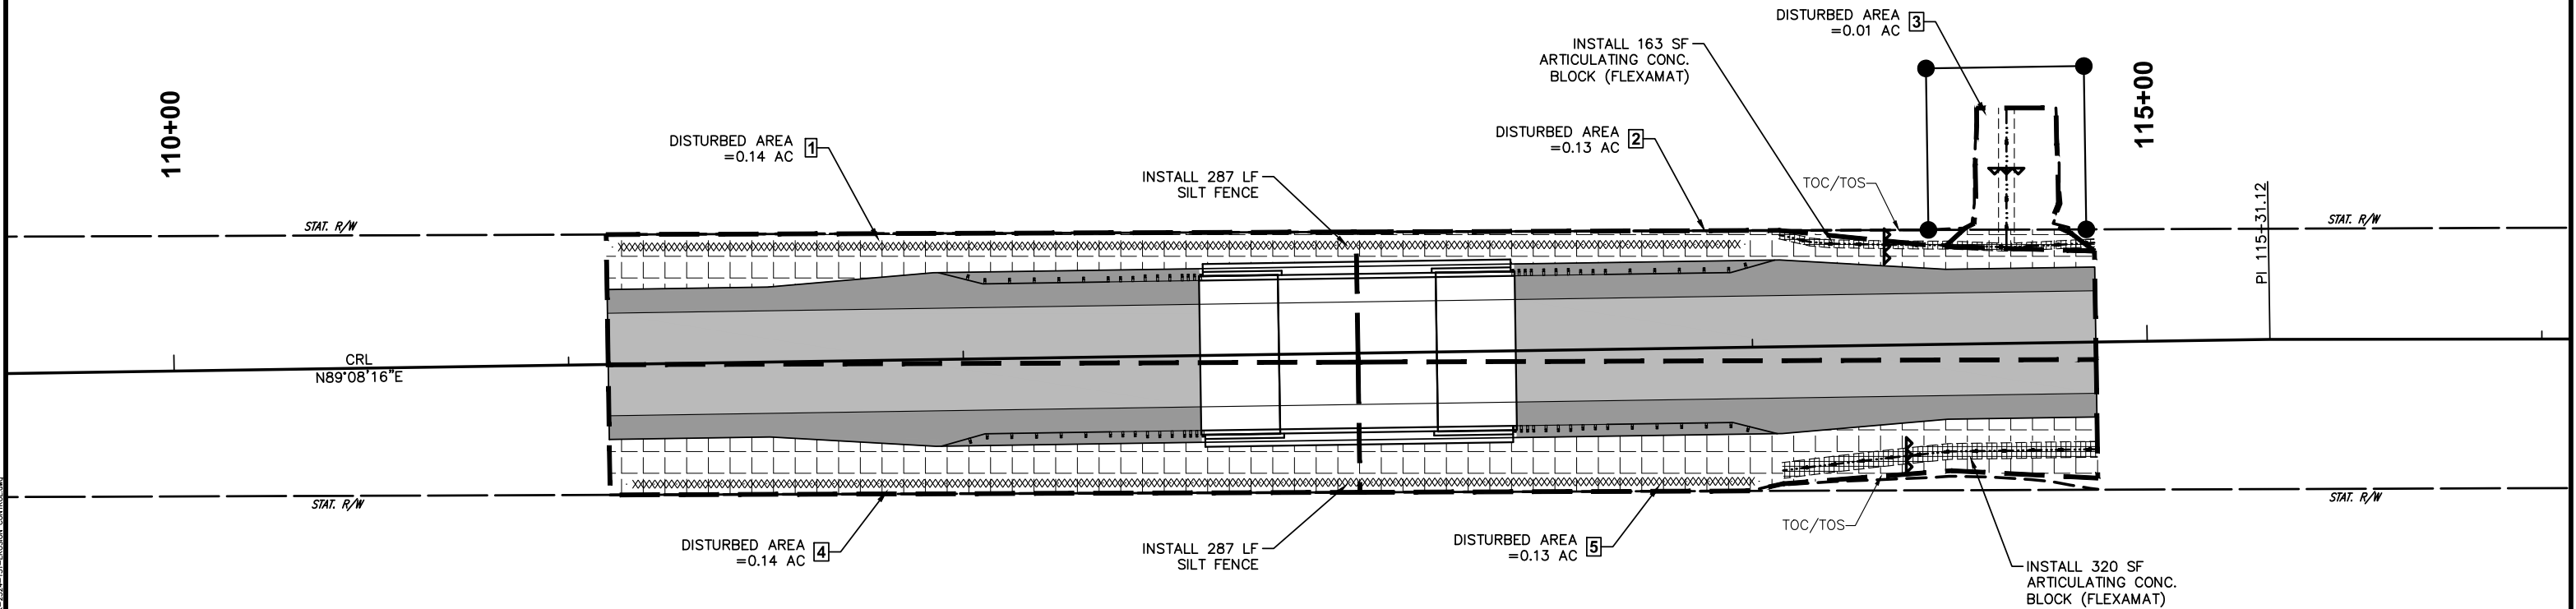 DISTURBED AREA
=0.01 AC
3
INSTALL 163 SF
ARTICULATING CONC.
BLOCK (FLEXAMAT)
110+00
115+00
DISTURBED AREA
=0.14 AC
1
DISTURBED AREA
=0.13 AC
2
INSTALL 287 LF
SILT FENCE
TOC/TOS
PI 115+31.12
STAT. R/W
STAT. R/W
CRL
N89°08'16"E
STAT. R/W
STAT. R/W
TOC/TOS
DISTURBED AREA
=0.14 AC
4
INSTALL 287 LF
SILT FENCE
DISTURBED AREA
=0.13 AC
5
INSTALL 320 SF
ARTICULATING CONC.
BLOCK (FLEXAMAT)